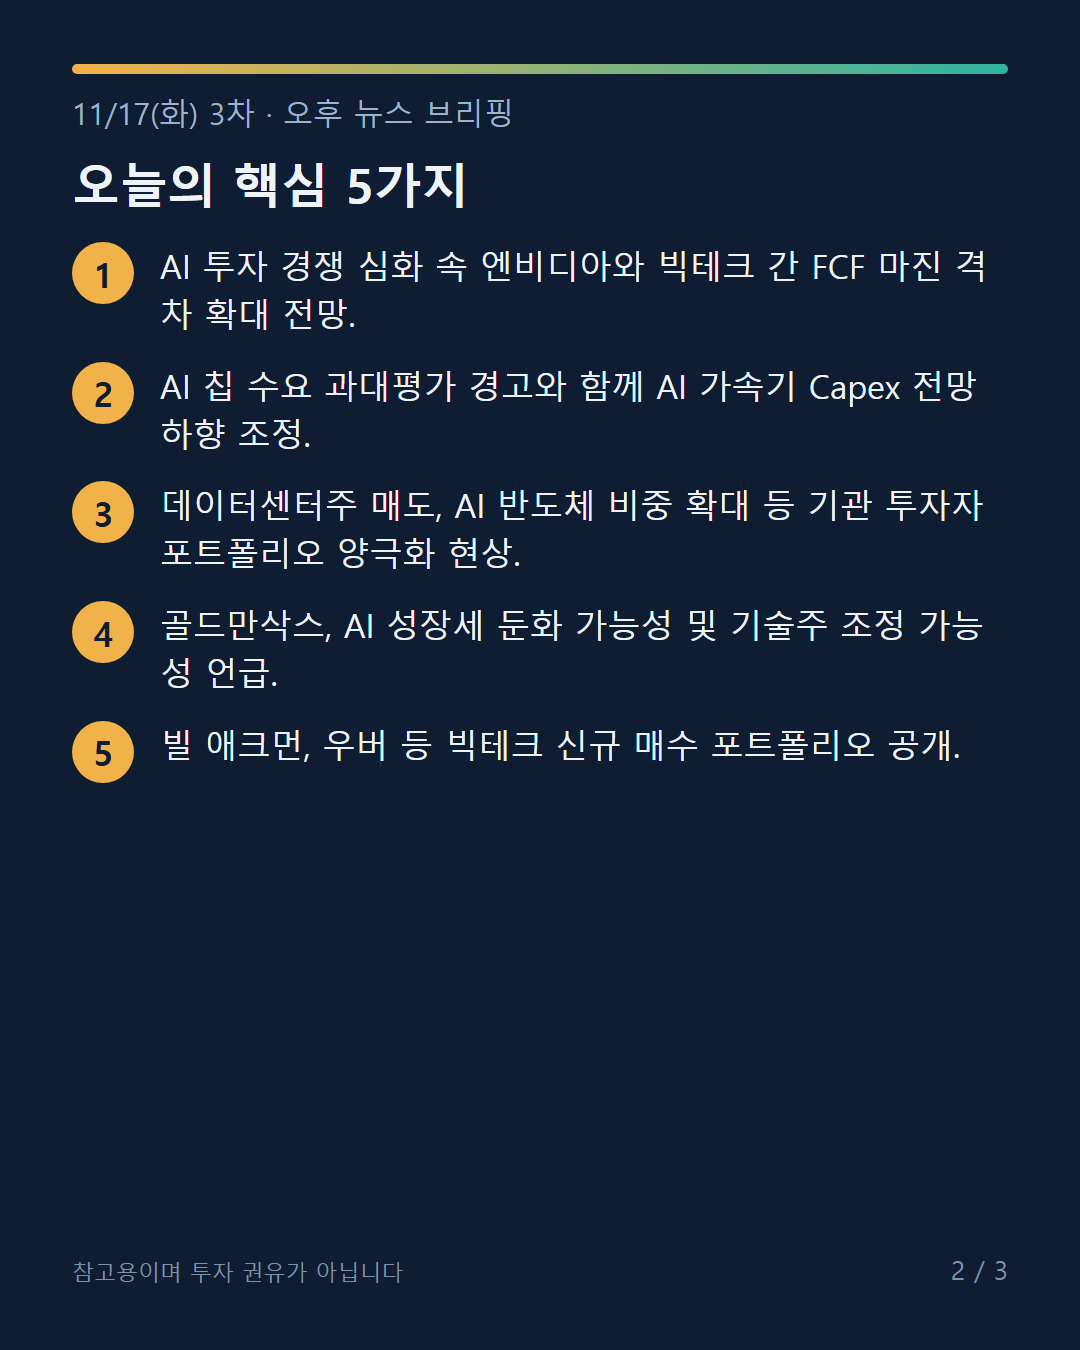 11/17(화) 3차 · 오후 뉴스 브리핑
오늘의 핵심 5가지
1 AI 투자 경쟁 심화 속 엔비디아와 빅테크 간 FCF 마진 격
차 확대 전망.
2 AI 칩 수요 과대평가 경고와 함께 AI 가속기 Capex 전망
하향 조정.
3 데이터센터주 매도, AI 반도체 비중 확대 등 기관 투자자
포트폴리오 양극화 현상.
4 골드만삭스, AI 성장세 둔화 가능성 및 기술주 조정 가능
성 언급.
5 빌 애크먼, 우버 등 빅테크 신규 매수 포트폴리오 공개.
참고용이며 투자 권유가 아닙니다 2 / 3